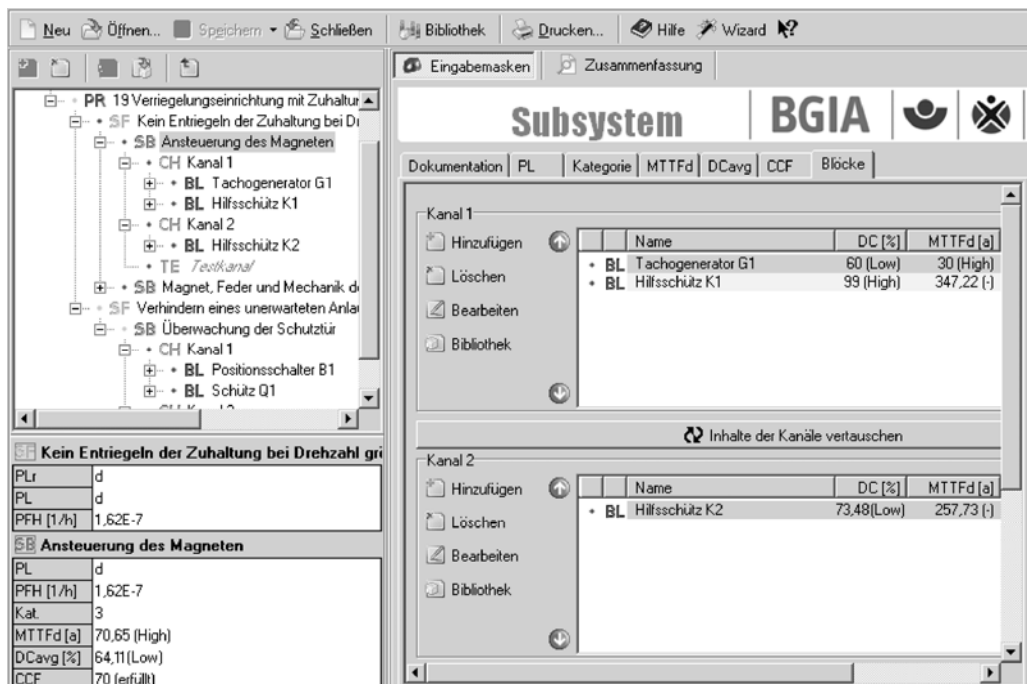 Neu Öffnen... Speichern Schließen Bibliothek Drucken... Hilfe Wizard
Eingabemasken Zusammenfassung
PR 19 Verriegelungseinrichtung mit Zuhaltun
SF Kein Entriegeln der Zuhaltung bei Dr
SB Ansteuerung des Magneten
CH Kanal 1
BL Tachogenerator G1
BL Hilfsschütz K1
CH Kanal 2
BL Hilfsschütz K2
TE Testkanal
SB Magnet, Feder und Mechanik d
SF Verhindern eines unerwarteten Anlau
SB Überwachung der Schutztür
CH Kanal 1
BL Positionsschalter B1
BL Schütz Q1
SF Kein Entriegeln der Zuhaltung bei Drehzahl grö
PLr d
PL d
PFH [1/h] 1,62E-7
SB Ansteuerung des Magneten
PL d
PFH [1/h] 1,62E-7
Kat. 3
MTTFd [a] 70,65 (High)
DCavg [%] 64,11(Low)
CCF 70 (erfüllt)
Subsystem BGIA
Dokumentation PL Kategorie MTTFd DCavg CCF Blöcke
Kanal 1
Hinzufügen
Löschen
Bearbeiten
Bibliothek
Name DC [%] MTTFd [a]
BL Tachogenerator G1 60 (Low) 30 (High)
BL Hilfsschütz K1 99 (High) 347,22 (-)
Inhalte der Kanäle vertauschen
Kanal 2
Hinzufügen
Löschen
Bearbeiten
Bibliothek
Name DC [%] MTTFd [a]
BL Hilfsschütz K2 73,48(Low) 257,73 (-)